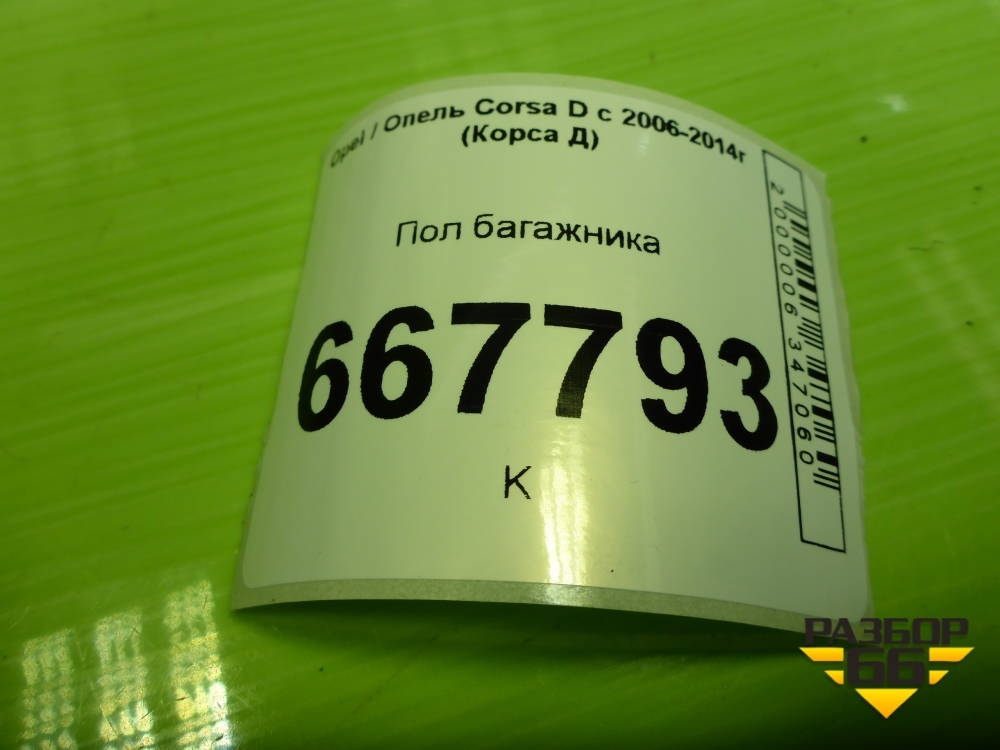 Opel / Опель Corsa D с 2006-2014г
(Корса Д)
Пол багажника
667793
К
2000006347060
РАЗБОР
66